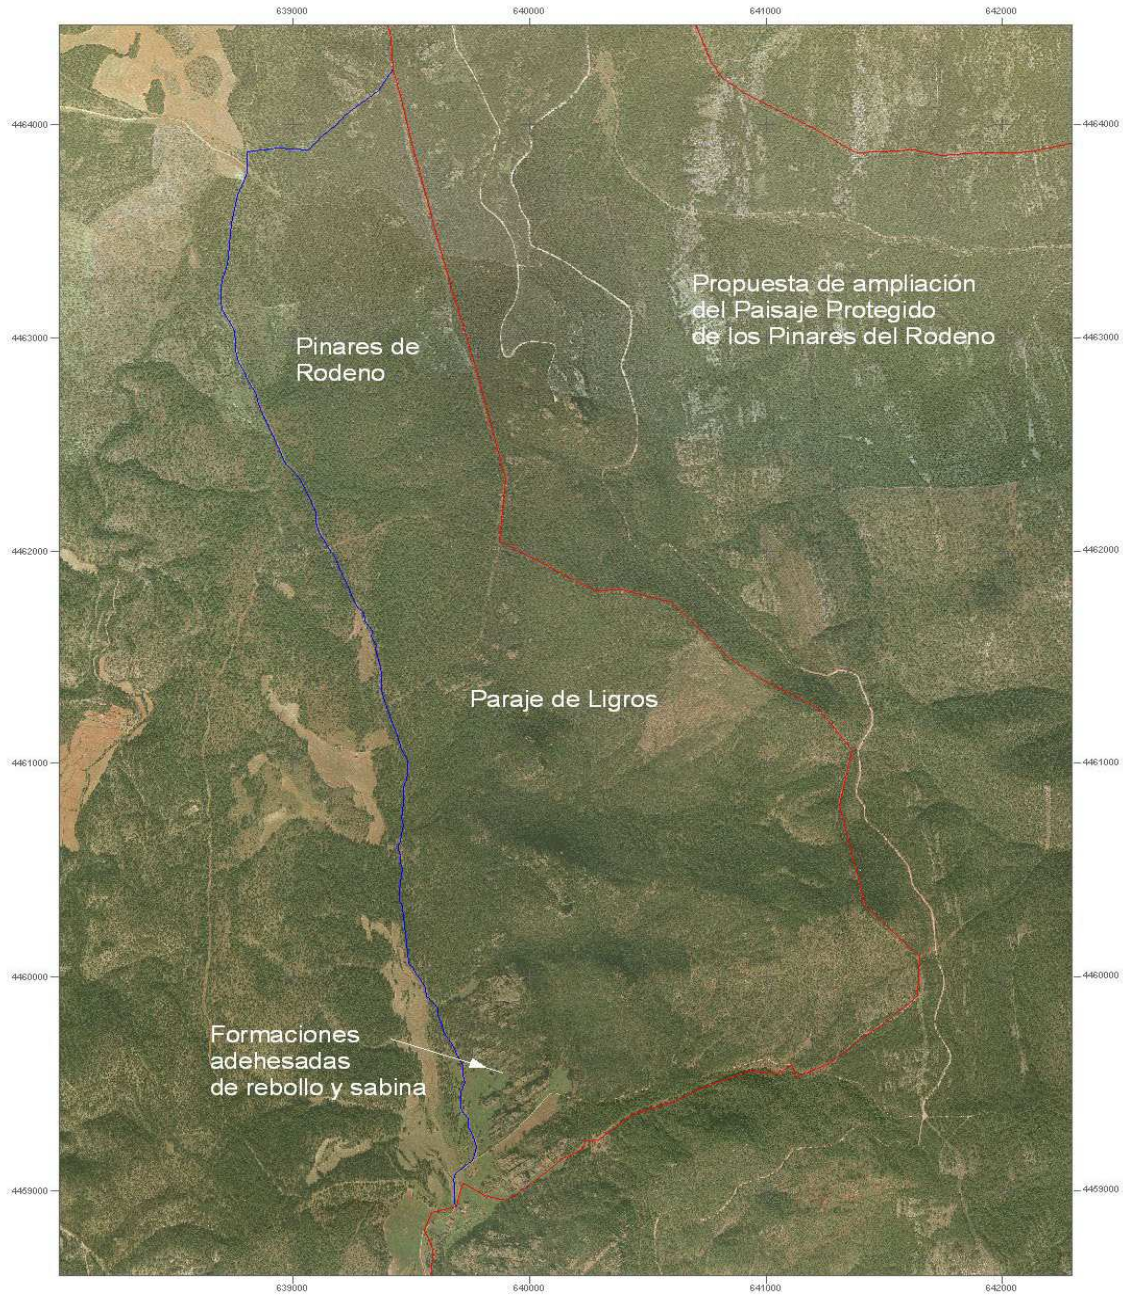 639000
640000
641000
642000
4464000
4464000
Propuesta de ampliación
del Paisaje Protegido
de los Pinares del Rodeno
4463000
4463000
Pinares de
Rodeno
4462000
4462000
Paraje de Ligros
4461000
4461000
4460000
4460000
Formaciones
adehesadas
de rebollo y sabina
4459000
4459000
639000
640000
641000
642000